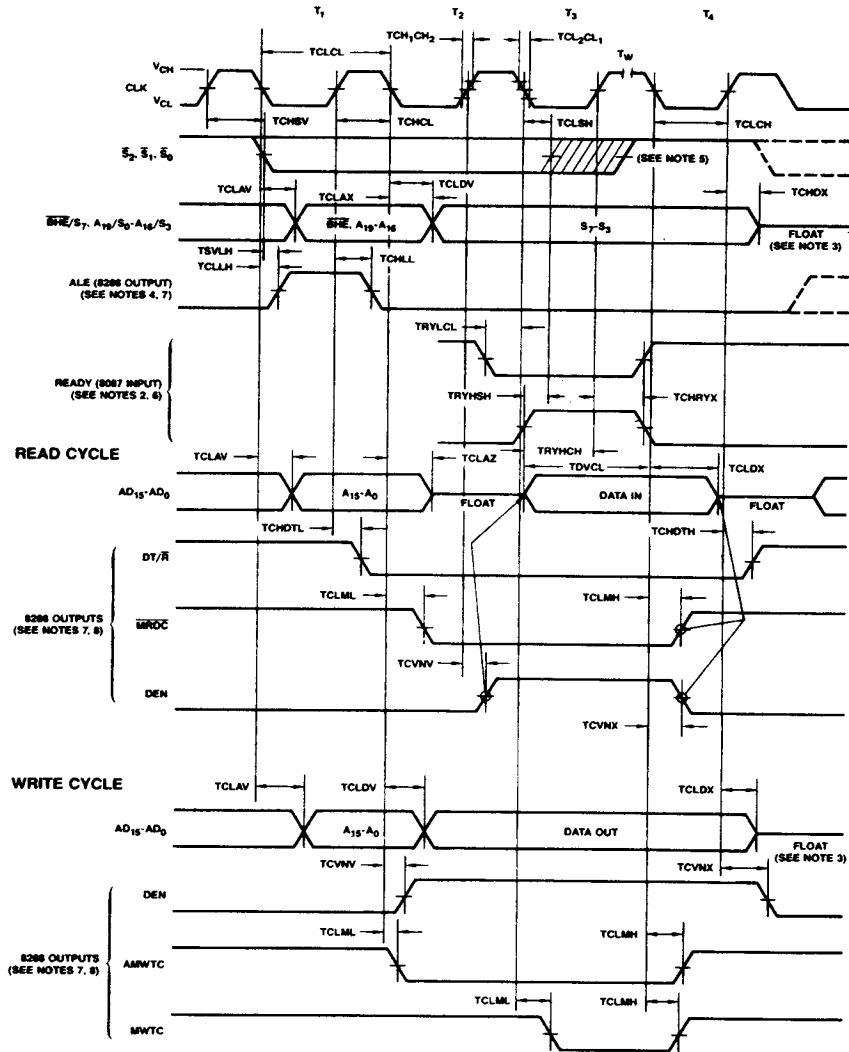 T1 T2 T3 T4
TCH1CH2 TCL2CL1
TCLCL
VCH
TW
CLK
VCL
TCHSV TCHCL TCLSH TCLCH
S̅2, S̅1, S̅0
(SEE NOTE 5)
TCLAV TCLAX TCLDV TCHDX
B̅H̅E̅/S7, A19/S0-A16/S3
B̅H̅E̅, A19-A16
S7-S3
FLOAT
(SEE NOTE 3)
TSVLH
TCLLH
TCHLL
ALE (8288 OUTPUT)
(SEE NOTES 4, 7)
TRYLCL
READY (8087 INPUT)
(SEE NOTES 2, 6)
TRYHSH TCHRYX
READ CYCLE
TCLAV TCLAZ TRYHCH
TDVCL TCLDX
AD15-AD0
A15-A0
FLOAT
DATA IN
FLOAT
TCHDTL TCHDTH
DT/R̅
TCLML TCLMH
8288 OUTPUTS
(SEE NOTES 7, 8)
M̅R̅D̅C̅
TCVNV
DEN
TCVNX
WRITE CYCLE
TCLAV TCLDV TCLDX
AD15-AD0
A15-A0
DATA OUT
FLOAT
(SEE NOTE 3)
TCVNV TCVNX
DEN
TCLML TCLMH
8288 OUTPUTS
(SEE NOTES 7, 8)
AMWTC
TCLML TCLMH
MWTC